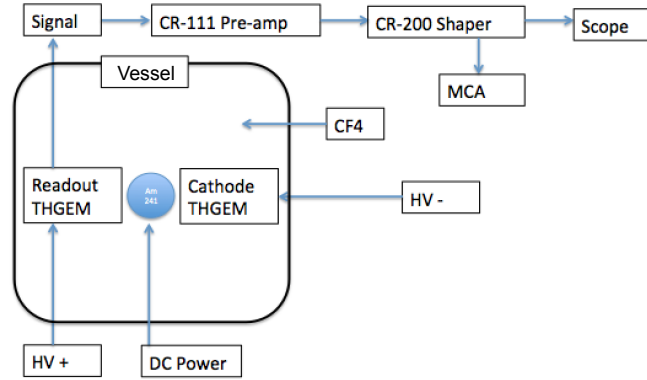 Signal
CR-111 Pre-amp
CR-200 Shaper
Scope
Vessel
MCA
CF4
Readout
THGEM
Am
241
Cathode
THGEM
HV -
HV +
DC Power